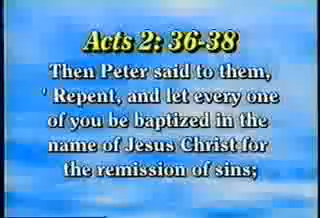 Acts 2: 36-38
Then Peter said to them,
' Repent, and let every one
of you be baptized in the
name of Jesus Christ for
the remission of sins;